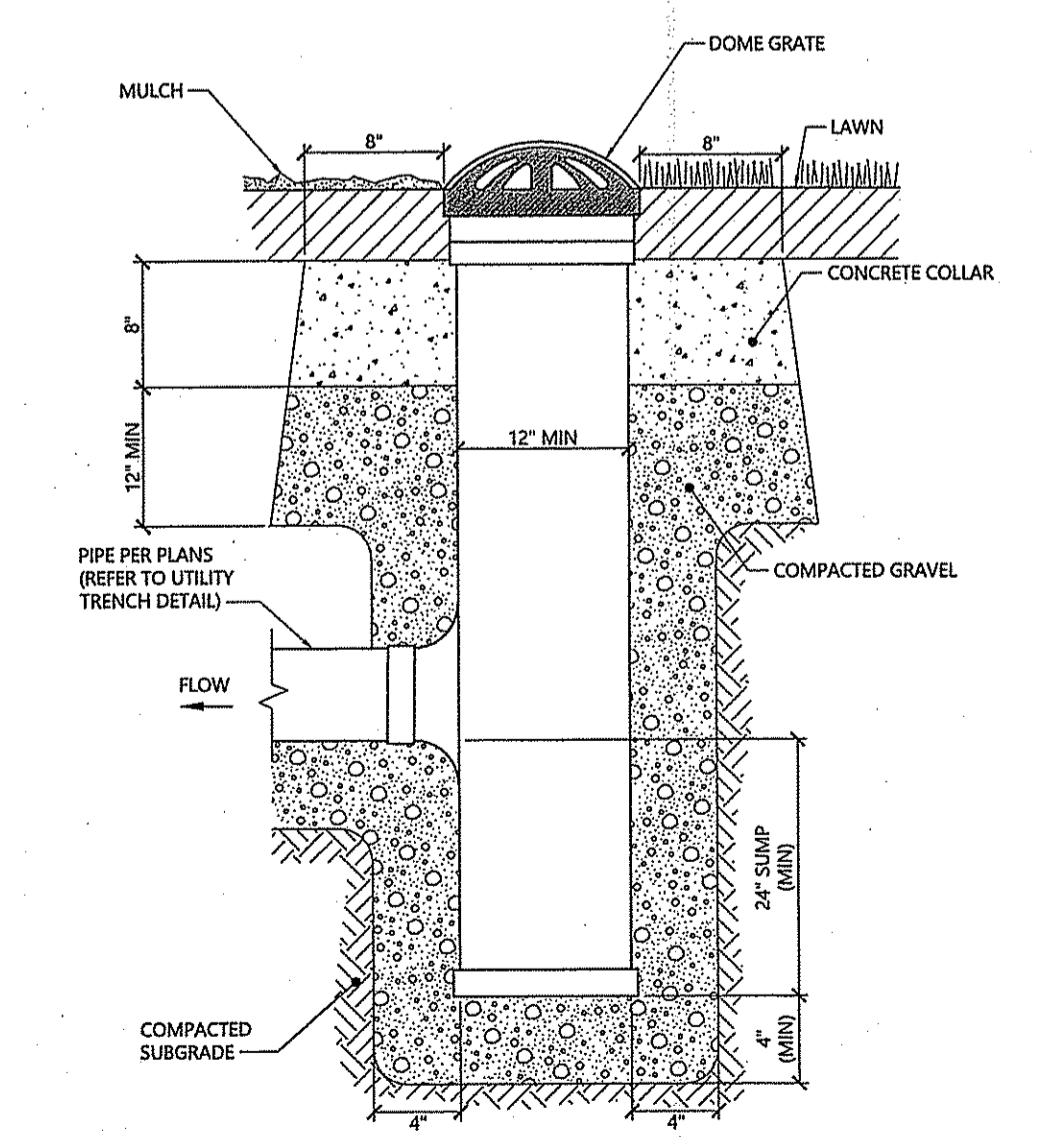 DOME GRATE
MULCH
LAWN
8"
8"
CONCRETE COLLAR
8"
12" MIN
12" MIN
PIPE PER PLANS
(REFER TO UTILITY
TRENCH DETAIL)
COMPACTED GRAVEL
FLOW
24" SUMP
(MIN)
COMPACTED
SUBGRADE
4"
(MIN)
4"
4"